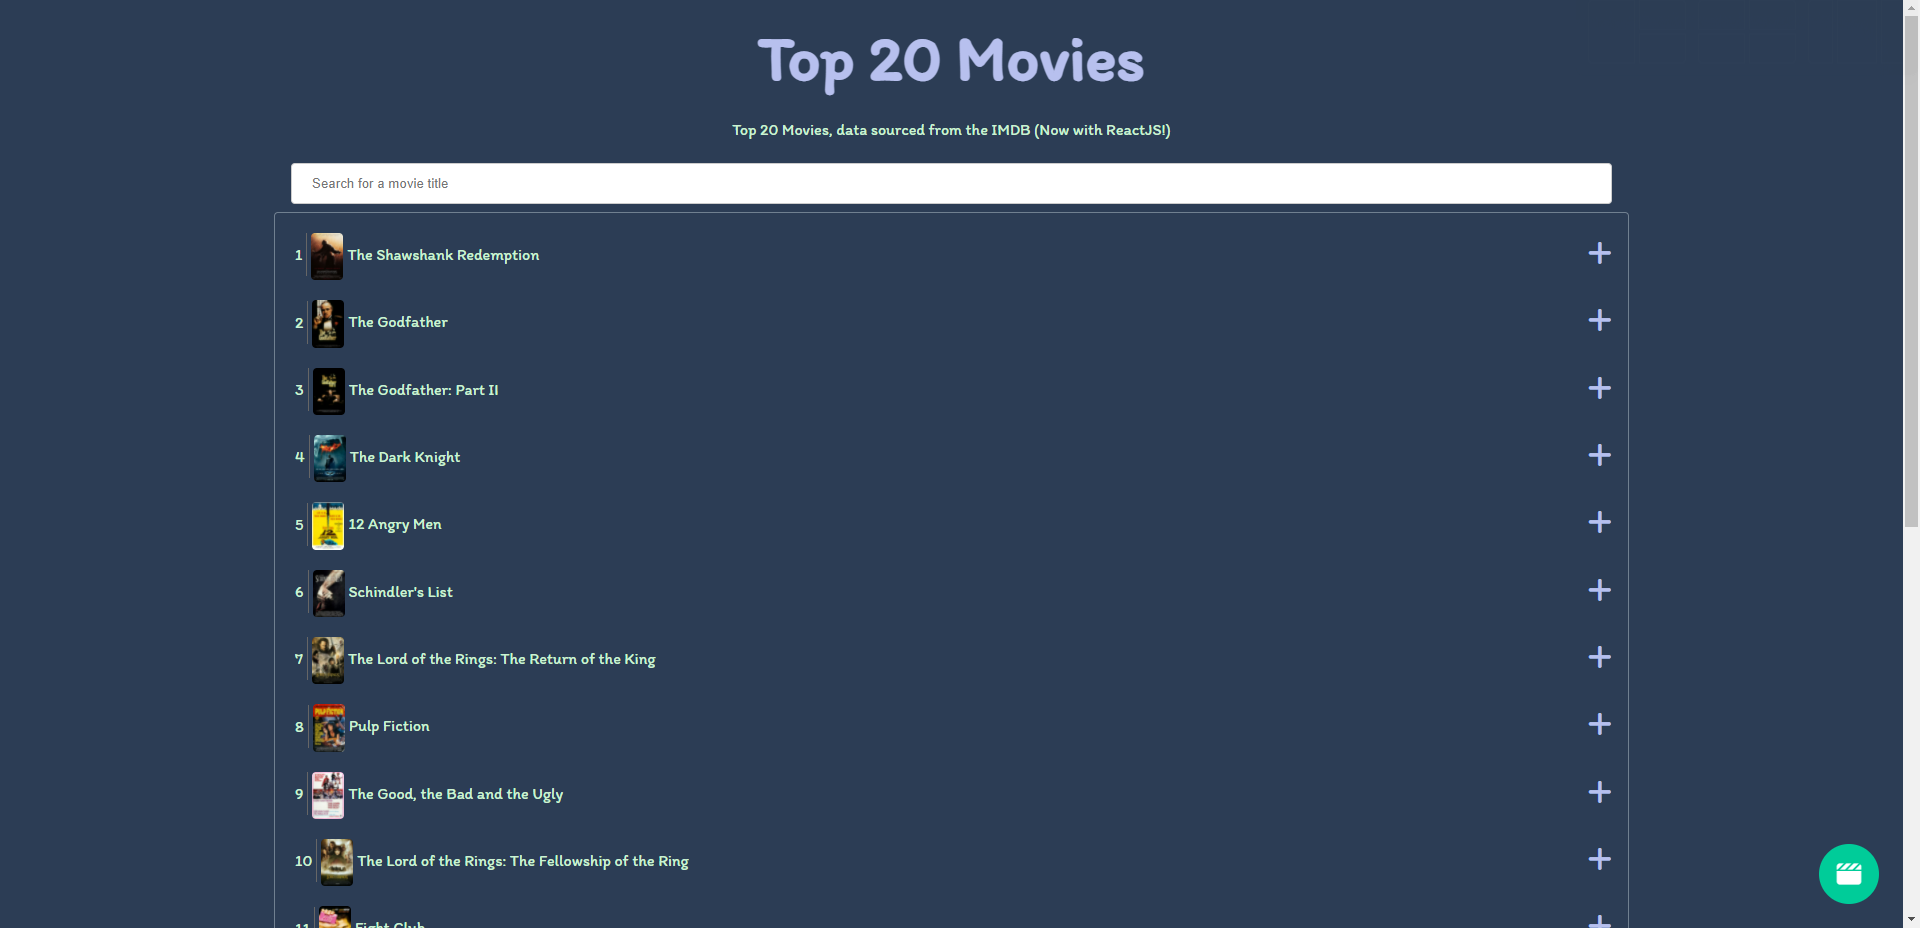 Top 20 Movies
Top 20 Movies, data sourced from the IMDB (Now with ReactJS!)
Search for a movie title
1 The Shawshank Redemption
2 The Godfather
3 The Godfather: Part II
4 The Dark Knight
5 12 Angry Men
6 Schindler's List
7 The Lord of the Rings: The Return of the King
8 Pulp Fiction
9 The Good, the Bad and the Ugly
10 The Lord of the Rings: The Fellowship of the Ring
11 Fight Club